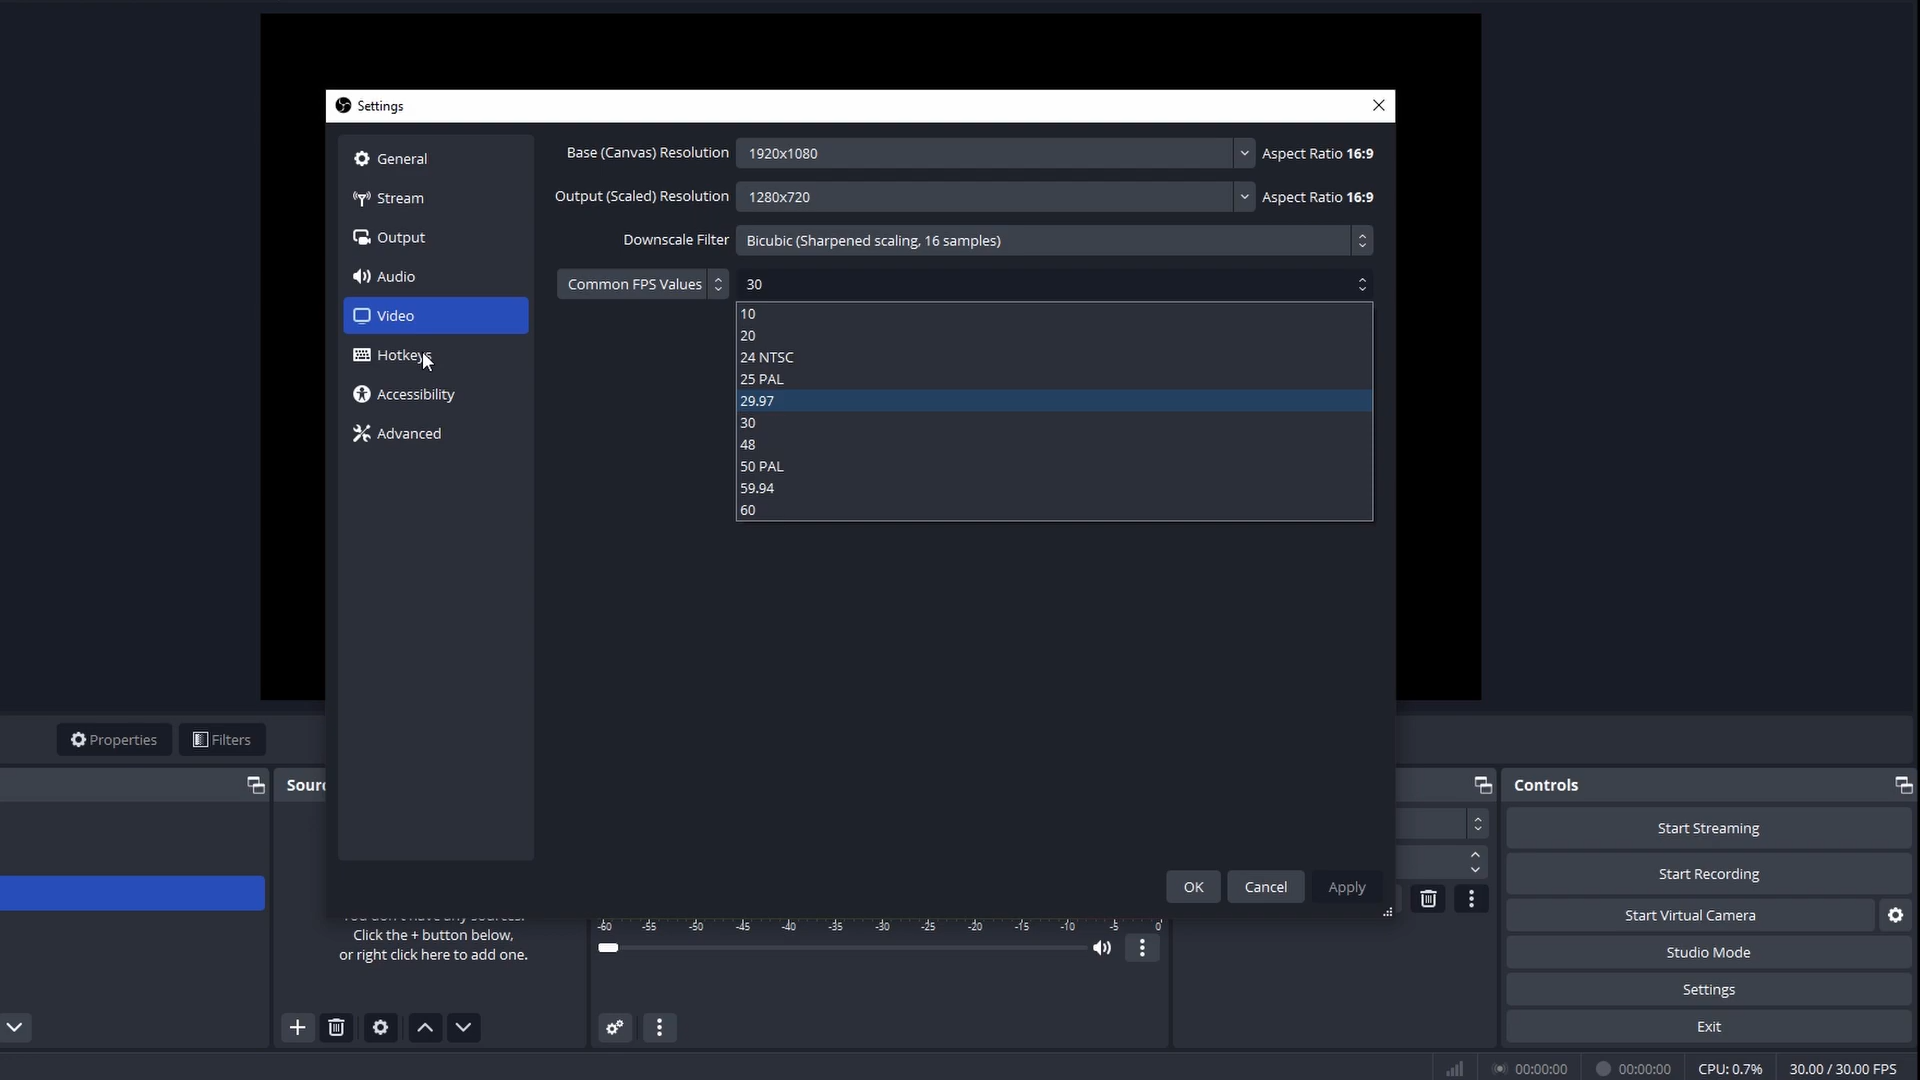 Settings
General
Stream
Output
Audio
Video
Hotkeys
Accessibility
Advanced
Base (Canvas) Resolution 1920x1080 Aspect Ratio 16:9
Output (Scaled) Resolution 1280x720 Aspect Ratio 16:9
Downscale Filter Bicubic (Sharpened scaling, 16 samples)
Common FPS Values 30
10
20
24 NTSC
25 PAL
29.97
30
48
50 PAL
59.94
60
OK Cancel Apply
Properties Filters
Sourc
Click the + button below,
or right click here to add one.
-60 -55 -50 -45 -40 -35 -30 -25 -20 -15 -10 -5 0
Controls
Start Streaming
Start Recording
Start Virtual Camera
Studio Mode
Settings
Exit
00:00:00 00:00:00 CPU: 0.7% 30.00 / 30.00 FPS